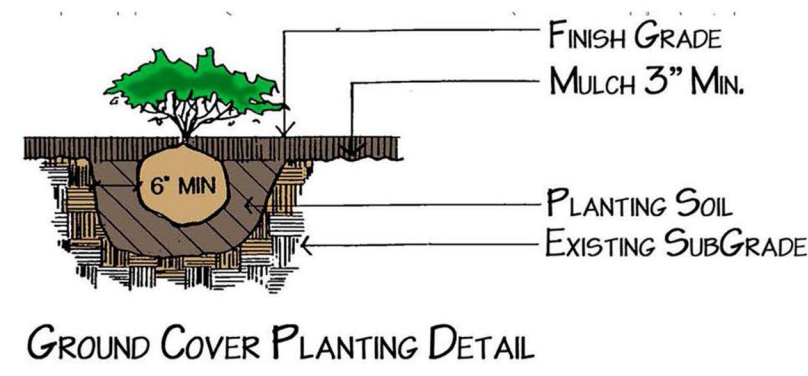 Finish Grade
Mulch 3" Min.
6" MIN
Planting Soil
Existing SubGrade
Ground Cover Planting Detail